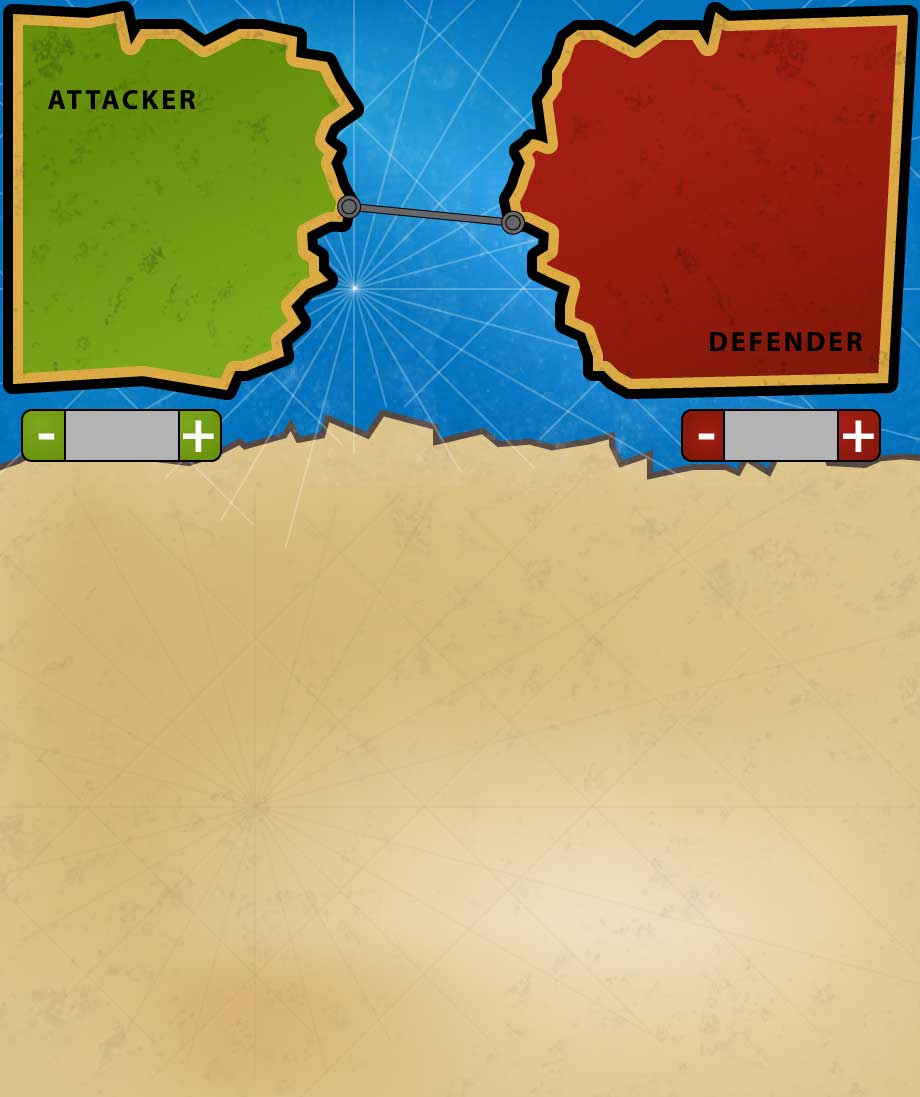 ATTACKER
DEFENDER
- +
- +